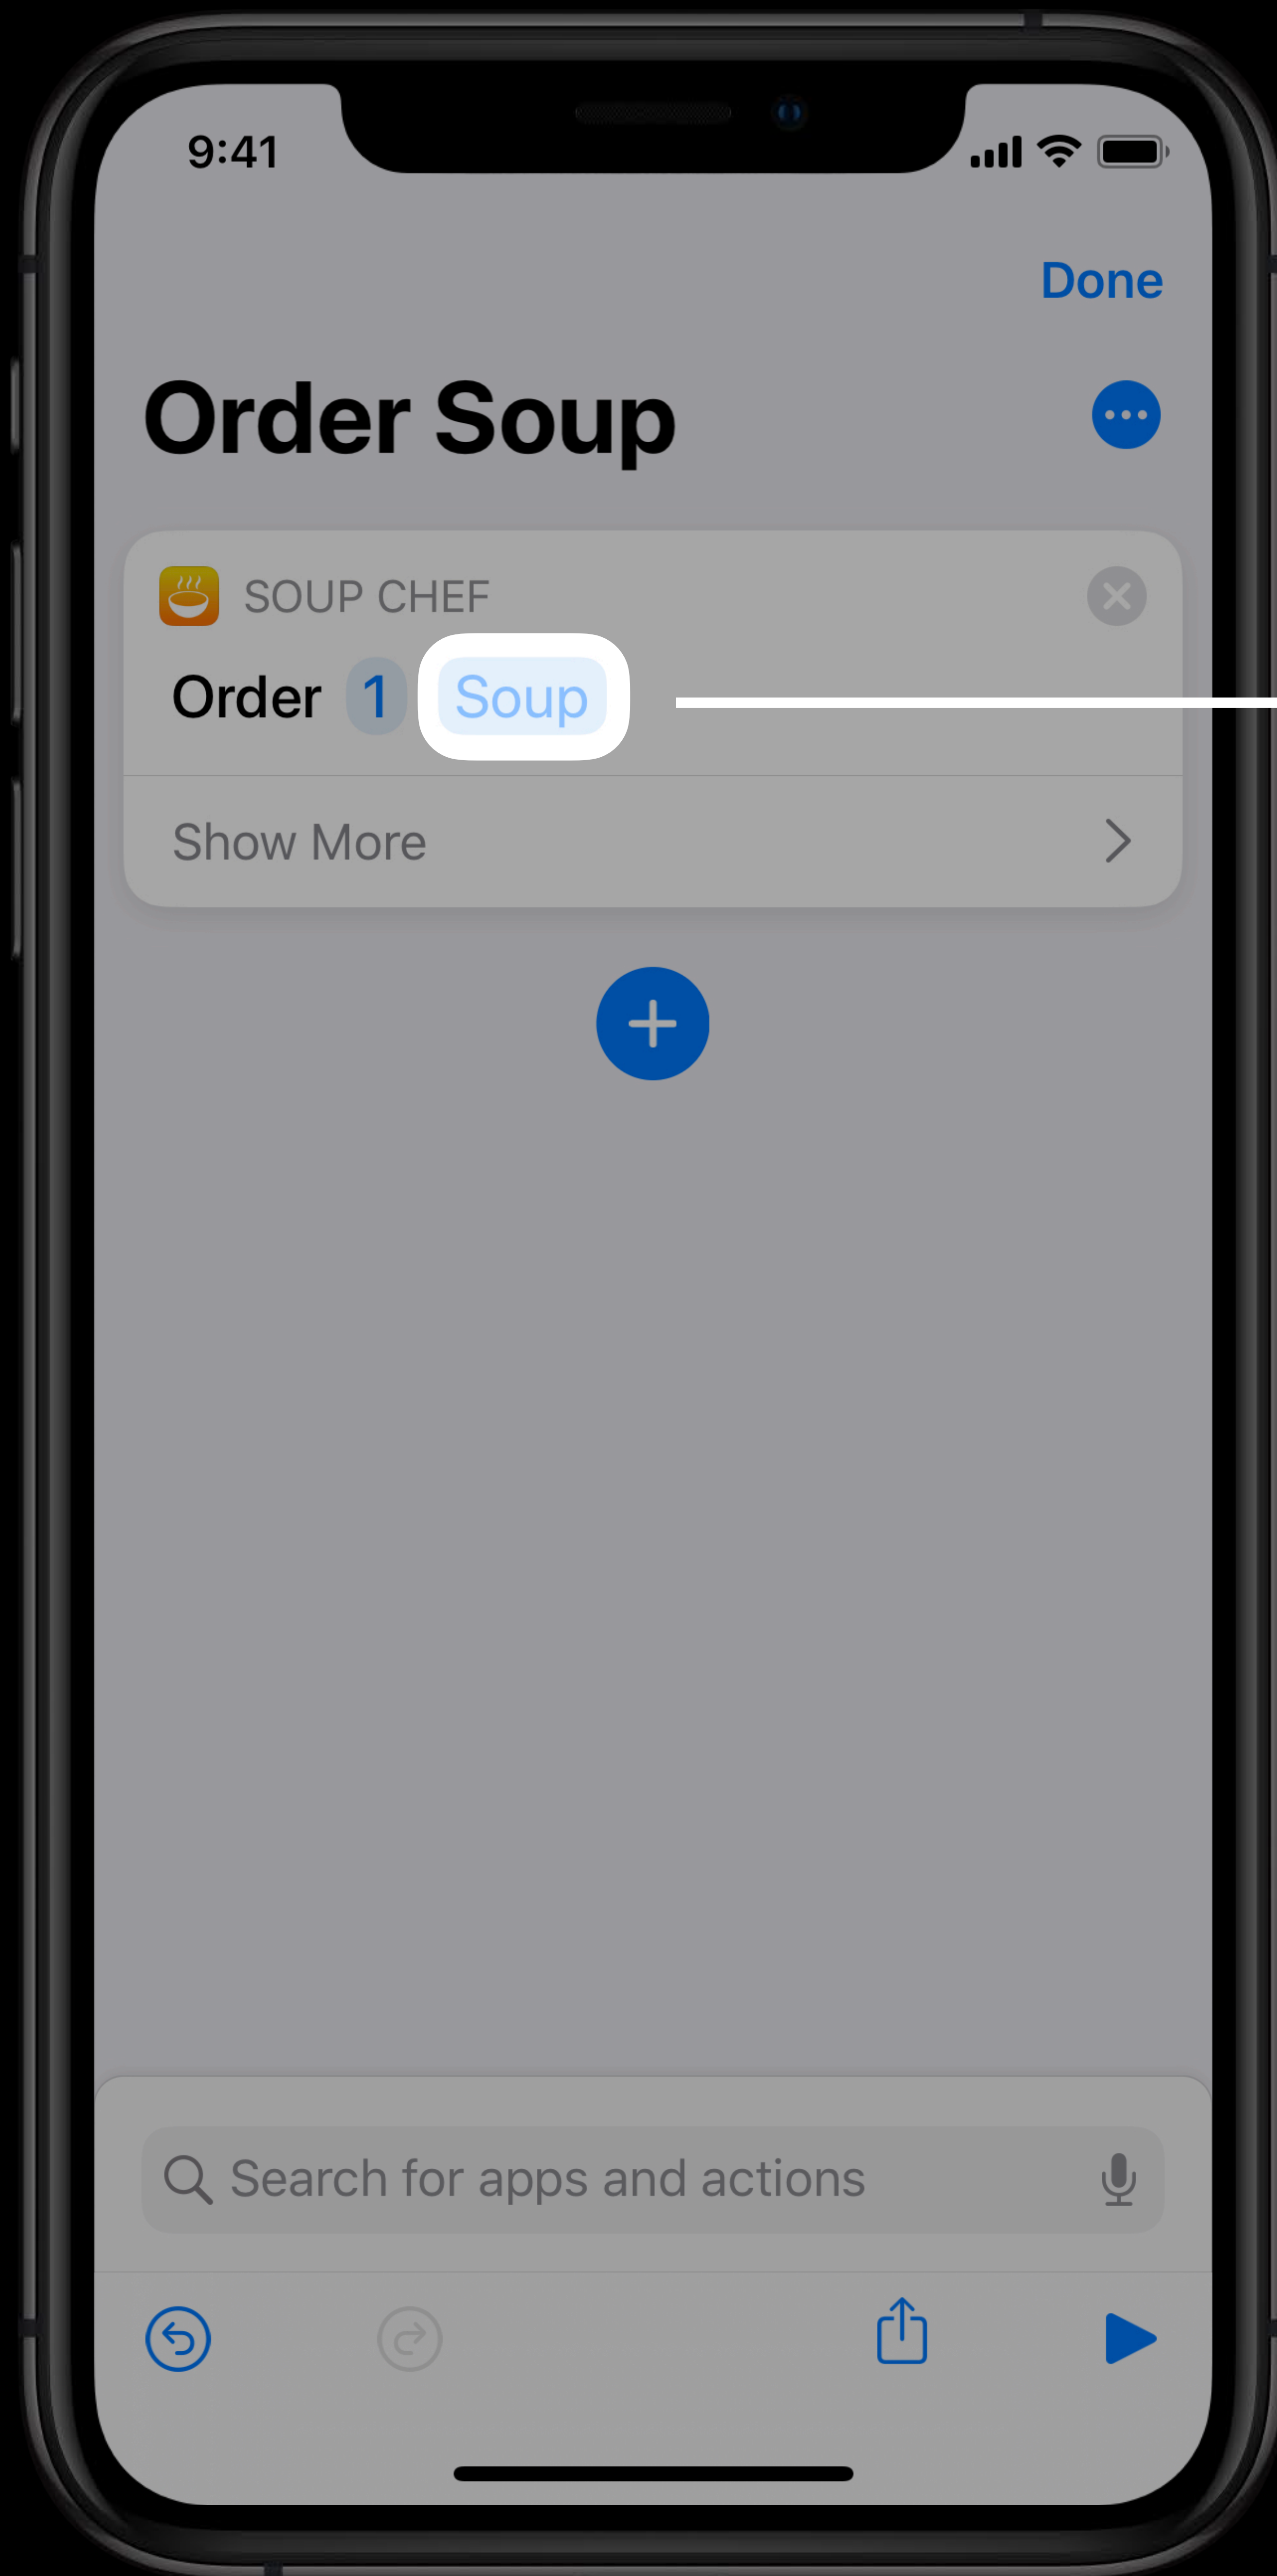 9:41
Done
Order Soup
SOUP CHEF
Order 1 Soup
Show More
Search for apps and actions